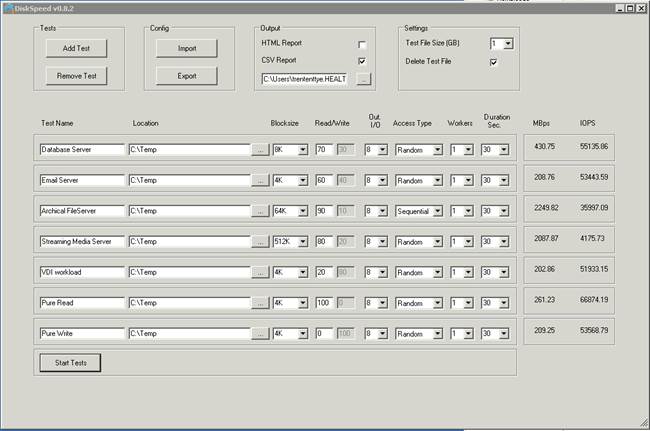 DiskSpeed v0.8.2
Tests
Config
Output
Settings
Add Test
Import
HTML Report
Test File Size (GB)
1
CSV Report
Delete Test File
Remove Test
Export
C:\Users\trententtye.HEALT
...
Test Name Location Blocksize Read/Write Out. I/O Access Type Workers Duration Sec. MBps IOPS
Database Server C:\Temp ... 8K 70 30 8 Random 1 30 430.75 55135.86
Email Server C:\Temp ... 4K 60 40 8 Random 1 30 208.76 53443.59
Archical FileServer C:\Temp ... 64K 90 10 8 Sequential 1 30 2249.82 35997.09
Streaming Media Server C:\Temp ... 512K 80 20 8 Random 1 30 2087.87 4175.73
VDI workload C:\Temp ... 4K 20 80 8 Random 1 30 202.86 51933.15
Pure Read C:\Temp ... 4K 100 0 8 Random 1 30 261.23 66874.19
Pure Write C:\Temp ... 4K 0 100 8 Random 1 30 209.25 53568.79
Start Tests